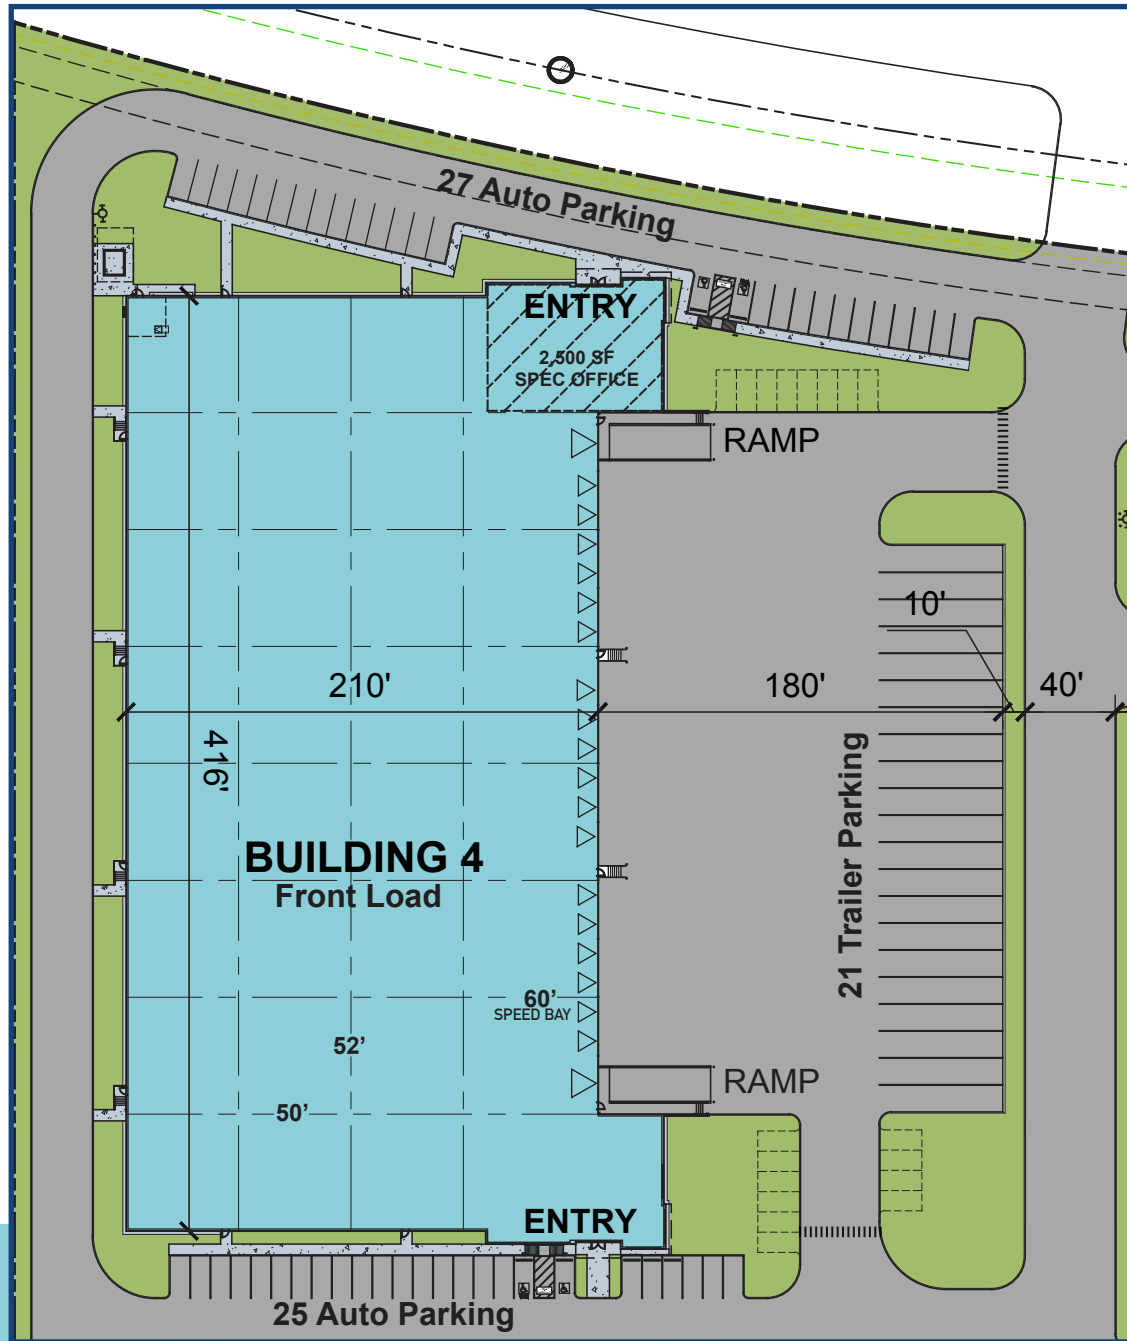 27 Auto Parking
ENTRY
2,500 SF
SPEC OFFICE
RAMP
10'
210'
180'
40'
416'
21 Trailer Parking
BUILDING 4
Front Load
60’
SPEED BAY
52’
50’
RAMP
ENTRY
25 Auto Parking